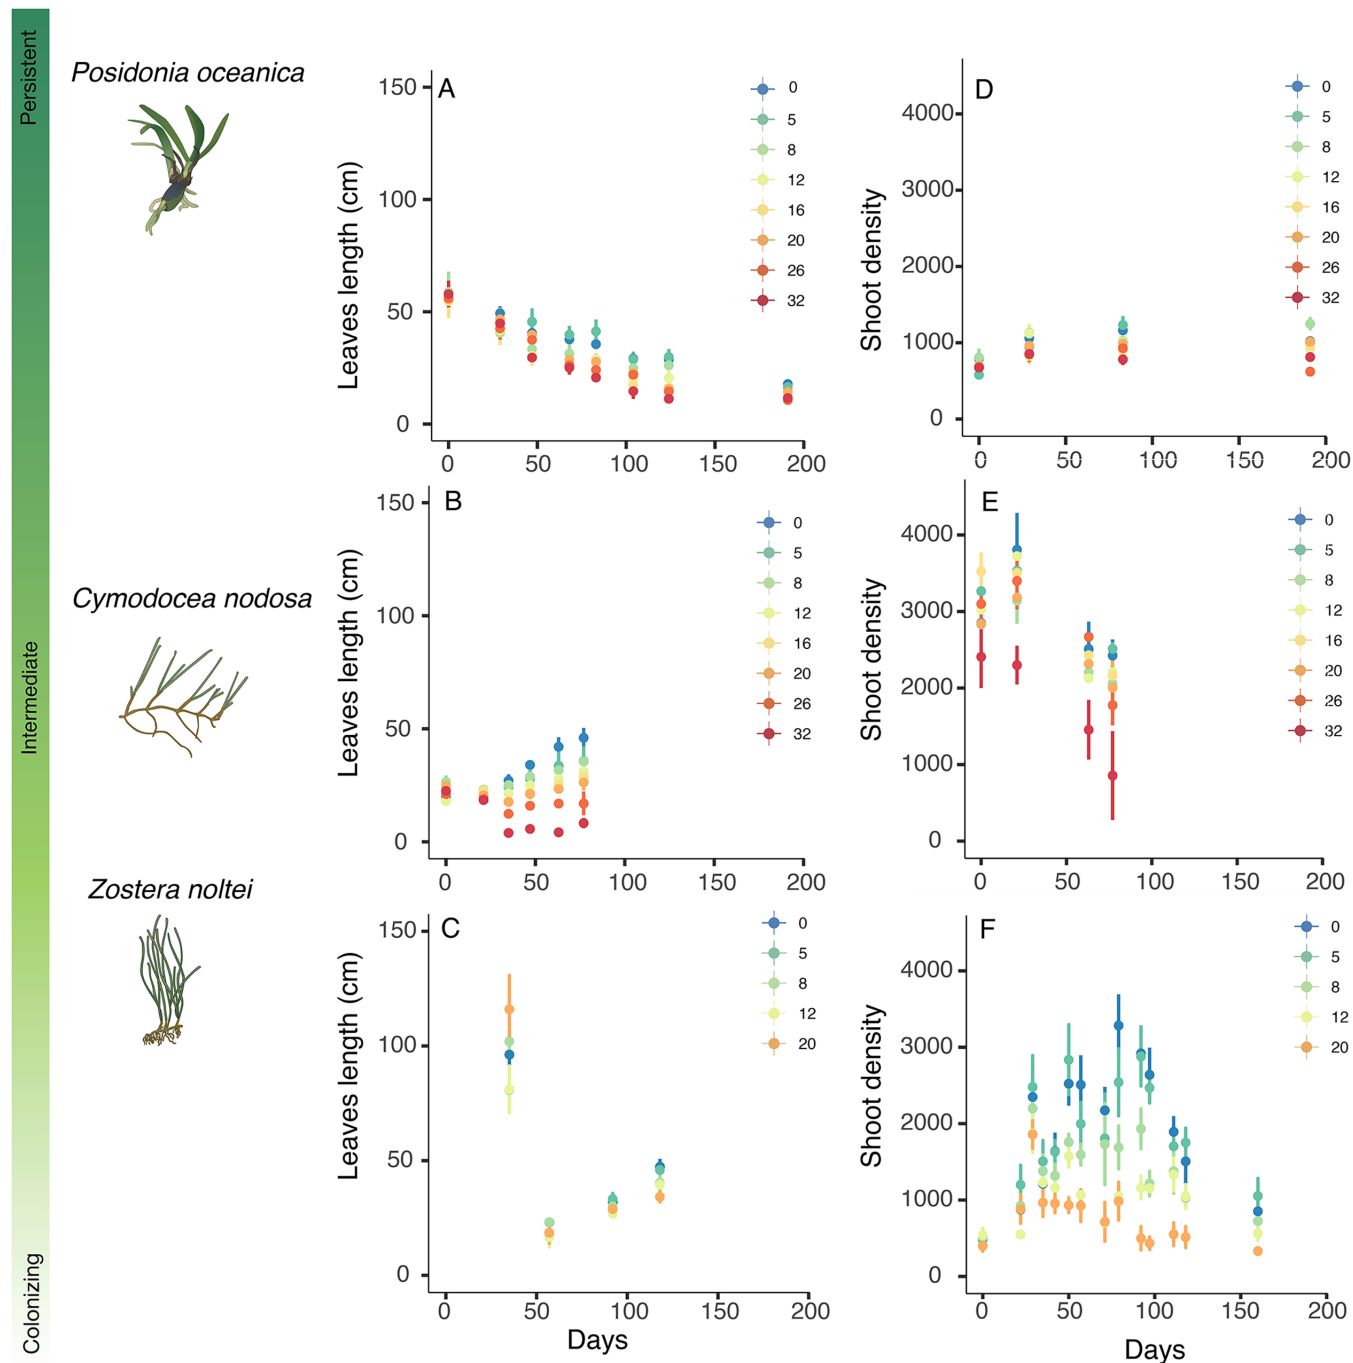 Persistent
Intermediate
Colonizing
Posidonia oceanica
Cymodocea nodosa
Zostera noltei
A
Leaves length (cm)
150
100
50
0
0 50 100 150 200
0
5
8
12
16
20
26
32
D
Shoot density
4000
3000
2000
1000
0
0 50 100 150 200
0
5
8
12
16
20
26
32
B
Leaves length (cm)
150
100
50
0
0 50 100 150 200
0
5
8
12
16
20
26
32
E
Shoot density
4000
3000
2000
1000
0
0 50 100 150 200
0
5
8
12
16
20
26
32
C
Leaves length (cm)
150
100
50
0
0 50 100 150 200
Days
0
5
8
12
20
F
Shoot density
4000
3000
2000
1000
0
0 50 100 150 200
Days
0
5
8
12
20